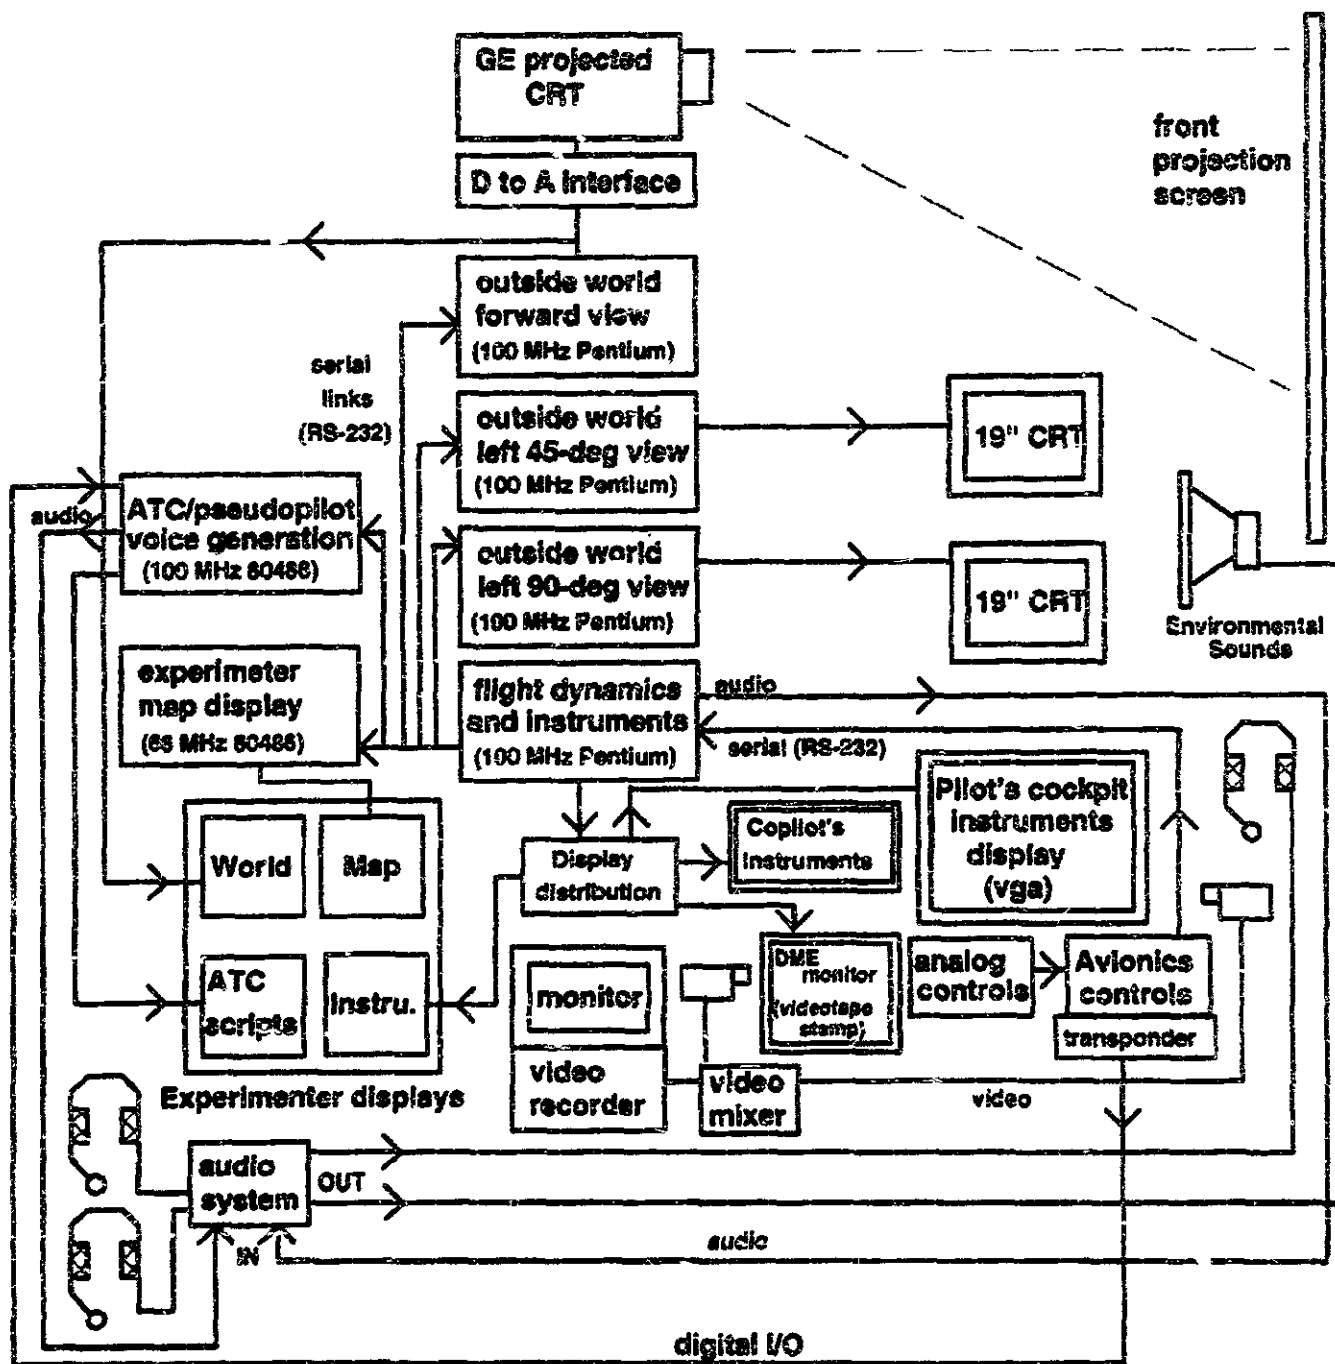 GE projected
CRT
D to A interface
front
projection
screen
outside world
forward view
(100 MHz Pentium)
serial
links
(RS-232)
outside world
left 45-deg view
(100 MHz Pentium)
19" CRT
audio
ATC/pseudopilot
voice generation
(100 MHz 80486)
outside world
left 90-deg view
(100 MHz Pentium)
19" CRT
Environmental
Sounds
experimeter
map display
(66 MHz 80486)
flight dynamics
and instruments
(100 MHz Pentium)
audio
serial (RS-232)
Pilot's cockpit
instruments
display
(vga)
World
Map
Display
distribution
Copilot's
instruments
ATC
scripts
Instru.
Experimenter displays
monitor
video
recorder
DME
monitor
(videotape
stamp)
analog
controls
Avionics
controls
transponder
video
mixer
video
audio
system
OUT
IN
audio
digital I/O